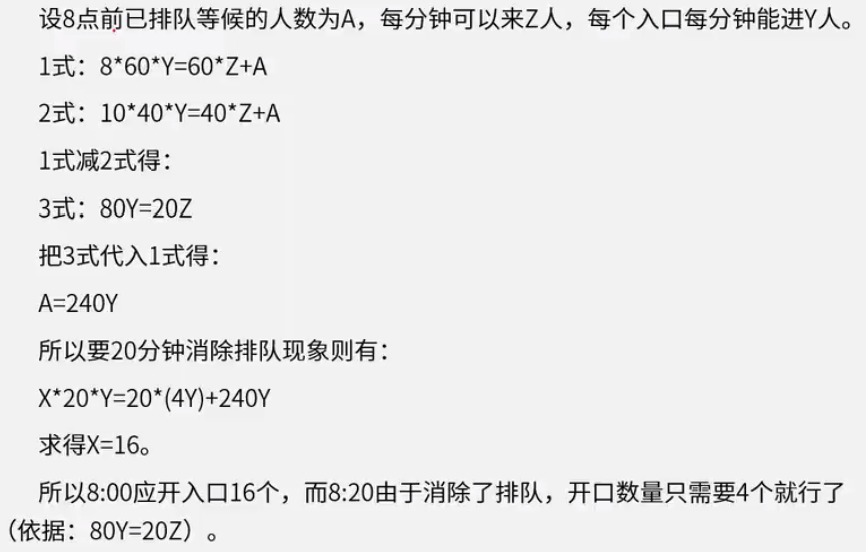 设8点前已排队等候的人数为A，每分钟可以来Z人，每个入口每分钟能进Y人。
1式：8*60*Y=60*Z+A
2式：10*40*Y=40*Z+A
1式减2式得：
3式：80Y=20Z
把3式代入1式得：
A=240Y
所以要20分钟消除排队现象则有：
X*20*Y=20*(4Y)+240Y
求得X=16。
所以8:00应开入口16个，而8:20由于消除了排队，开口数量只需要4个就行了
（依据：80Y=20Z）。